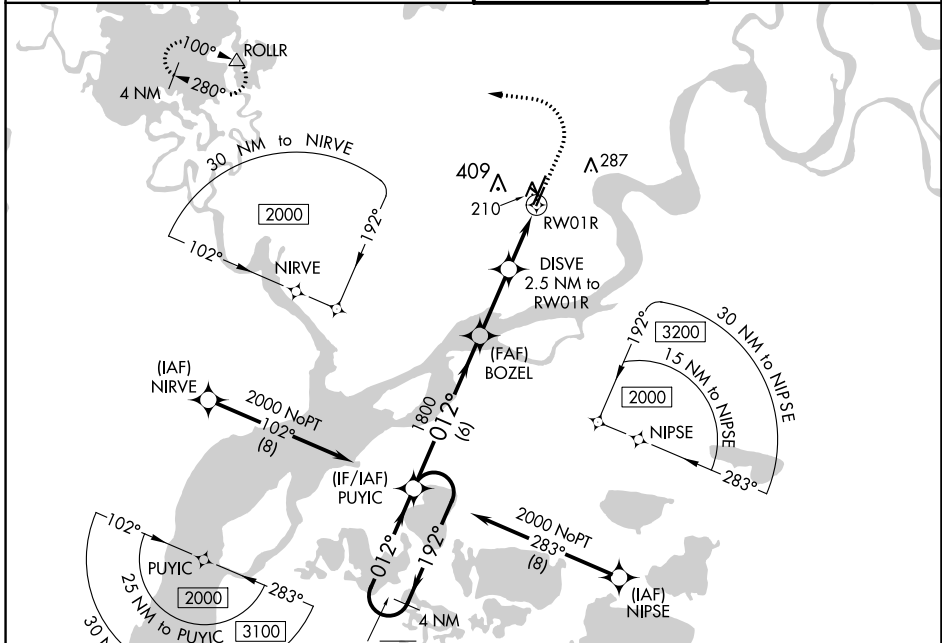 100°
ROLLR
280°
4 NM
30 NM to NIRVE
2000
192°
102°
NIRVE
409
287
210
RW01R
DISVE
2.5 NM to
RW01R
(FAF)
BOZEL
192°
3200
30 NM to NIPSE
15 NM to NIPSE
2000
NIPSE
283°
(IAF)
NIRVE
2000 NoPT
102°
(8)
1800
012°
(6)
(IF/IAF)
PUYIC
012°
192°
4 NM
2000 NoPT
283°
(8)
(IAF)
NIPSE
102°
PUYIC
283°
2000
25 NM to PUYIC
3100